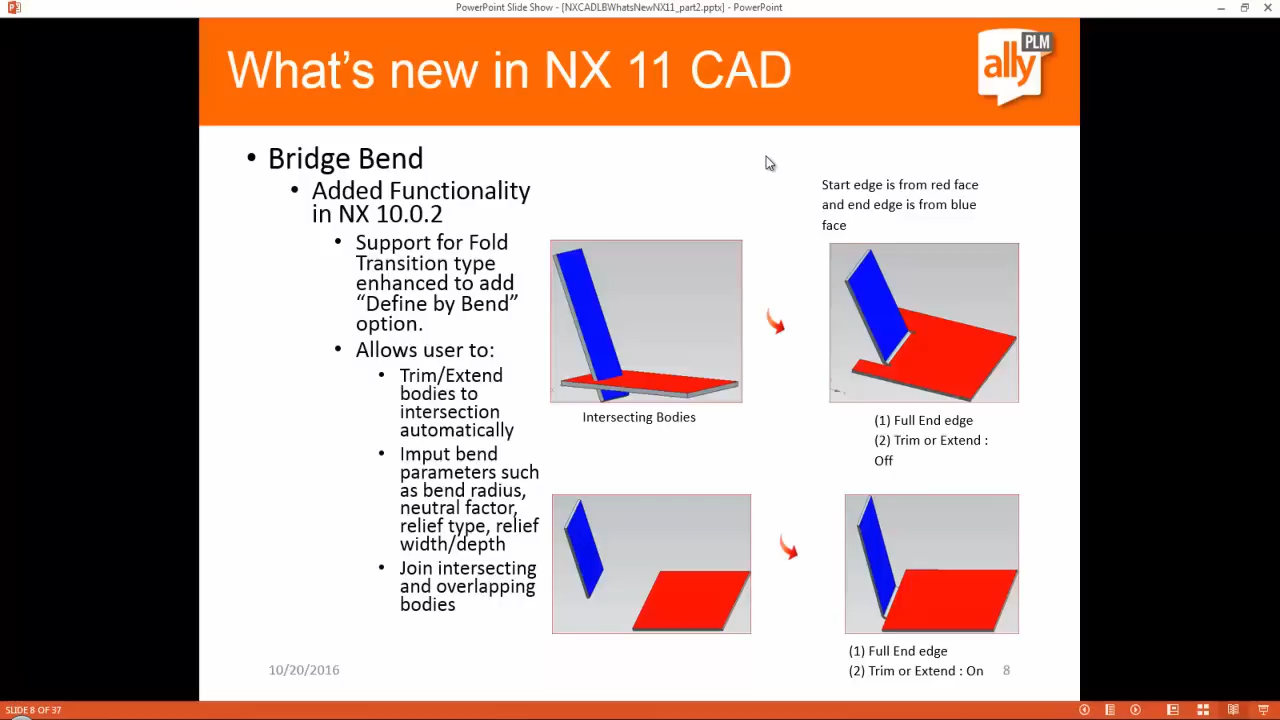 PowerPoint Slide Show - [NXCADLBWhatsNewNX11_part2.pptx] - PowerPoint
What's new in NX 11 CAD
ally PLM
• Bridge Bend
• Added Functionality
in NX 10.0.2
• Support for Fold
Transition type
enhanced to add
“Define by Bend”
option.
• Allows user to:
• Trim/Extend
bodies to
intersection
automatically
• Imput bend
parameters such
as bend radius,
neutral factor,
relief type, relief
width/depth
• Join intersecting
and overlapping
bodies
Start edge is from red face
and end edge is from blue
face
Intersecting Bodies
(1) Full End edge
(2) Trim or Extend :
Off
(1) Full End edge
(2) Trim or Extend : On
10/20/2016
8
SLIDE 8 OF 37